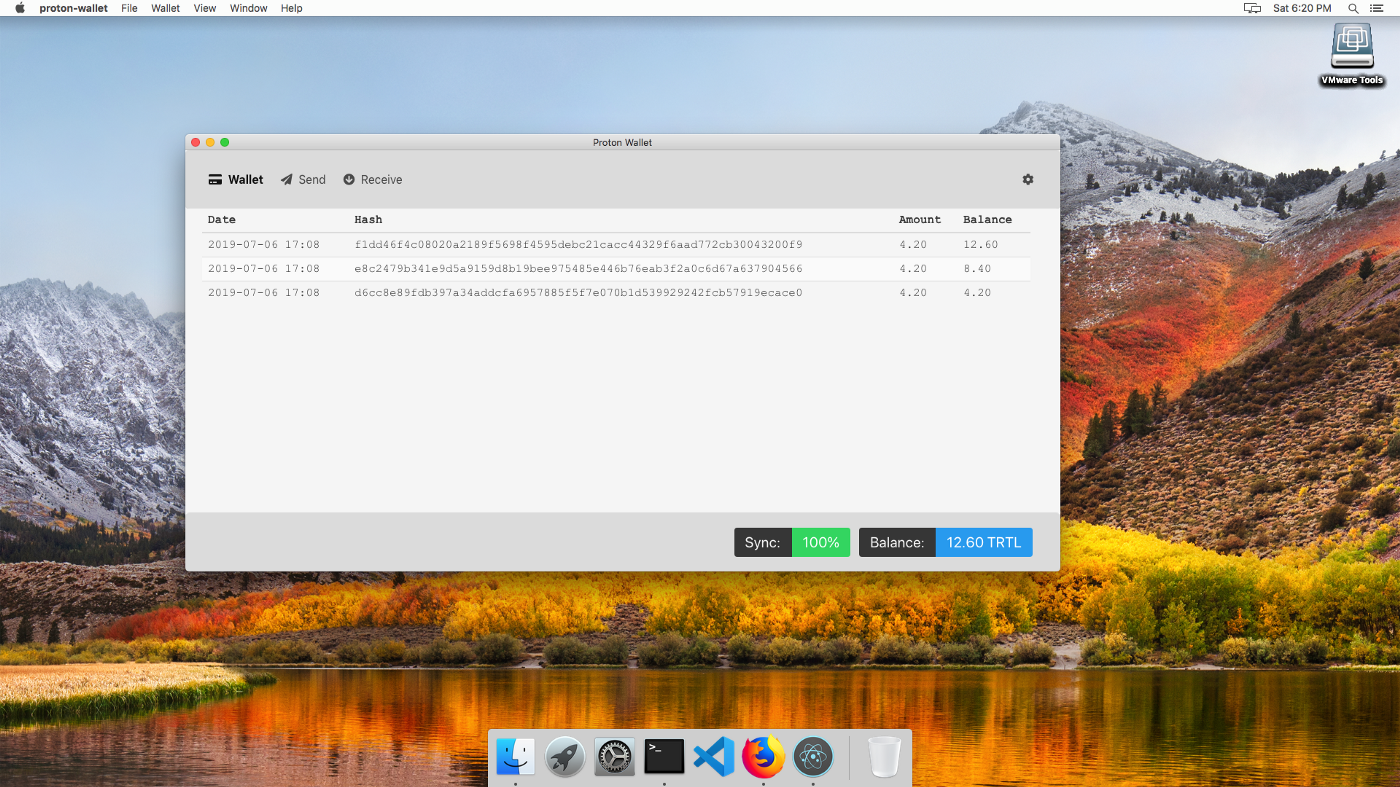 proton-wallet File Wallet View Window Help Sat 6:20 PM
VMware Tools
Proton Wallet
Wallet Send Receive
Date Hash Amount Balance
2019-07-06 17:08 f1dd46f4c08020a2189f5698f4595debc21cacc44329f6aad772cb30043200f9 4.20 12.60
2019-07-06 17:08 e8c2479b341e9d5a9159d8b19bee975485e446b76eab3f2a0c6d67a637904566 4.20 8.40
2019-07-06 17:08 d6cc8e89fdb397a34addcfa6957885f5f7e070b1d539929242fcb57919ecace0 4.20 4.20
Sync: 100% Balance: 12.60 TRTL
>_